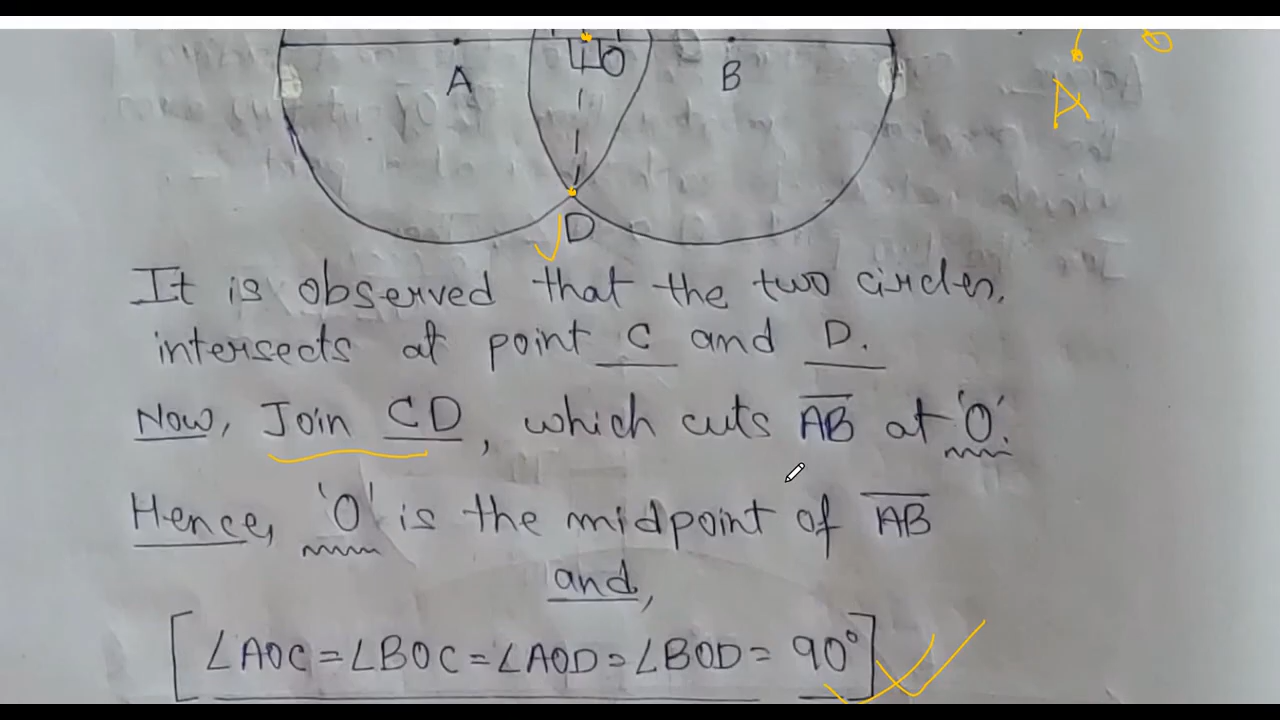 O
A
B
A
D
It is observed that the two circles,
intersects at point C and D.
Now, Join CD, which cuts AB at 'O'.
Hence, 'O' is the midpoint of AB
and,
[∠AOC=∠BOC=∠AOD=∠BOD= 90°]